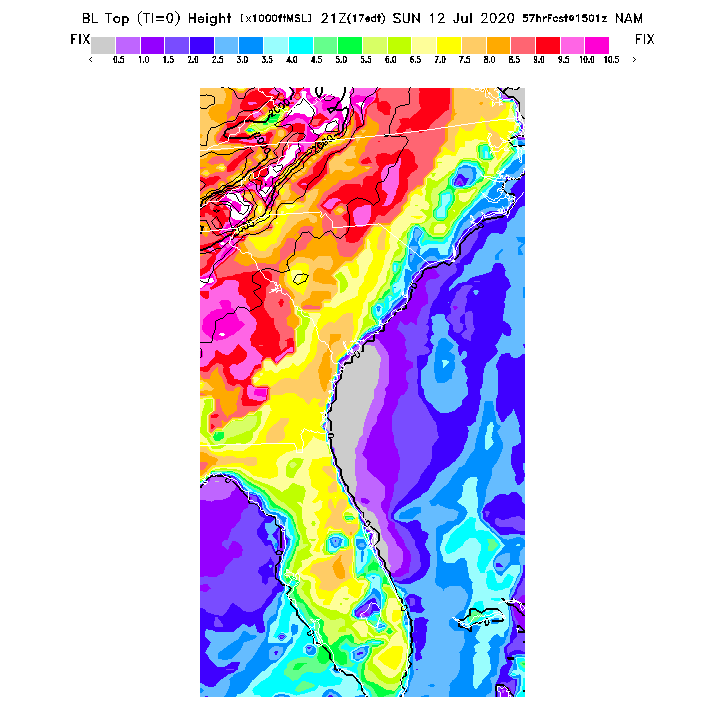 BL Top (TI=0) Height [x1000ftMSL] 21Z(17edt) SUN 12 Jul 2020 57hrFcst@1501z NAM
FIX FIX
< 0.5 1.0 1.5 2.0 2.5 3.0 3.5 4.0 4.5 5.0 5.5 6.0 6.5 7.0 7.5 8.0 8.5 9.0 9.5 10.0 10.5 >